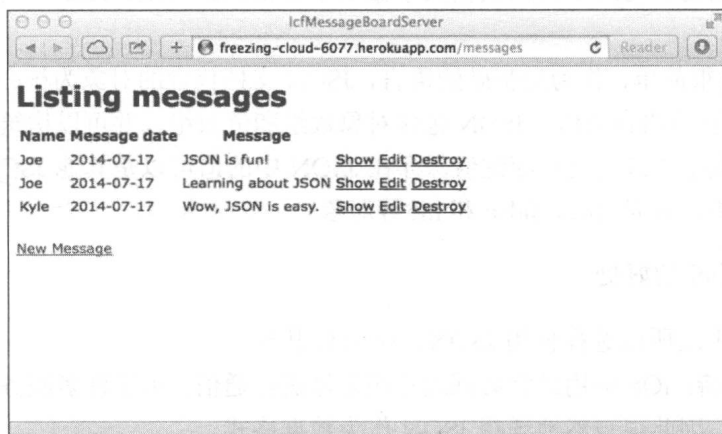 IcfMessageBoardServer
freezing-cloud-6077.herokuapp.com/messages
Reader
Listing messages
Name Message date Message
Joe 2014-07-17 JSON is fun! Show Edit Destroy
Joe 2014-07-17 Learning about JSON Show Edit Destroy
Kyle 2014-07-17 Wow, JSON is easy. Show Edit Destroy
New Message